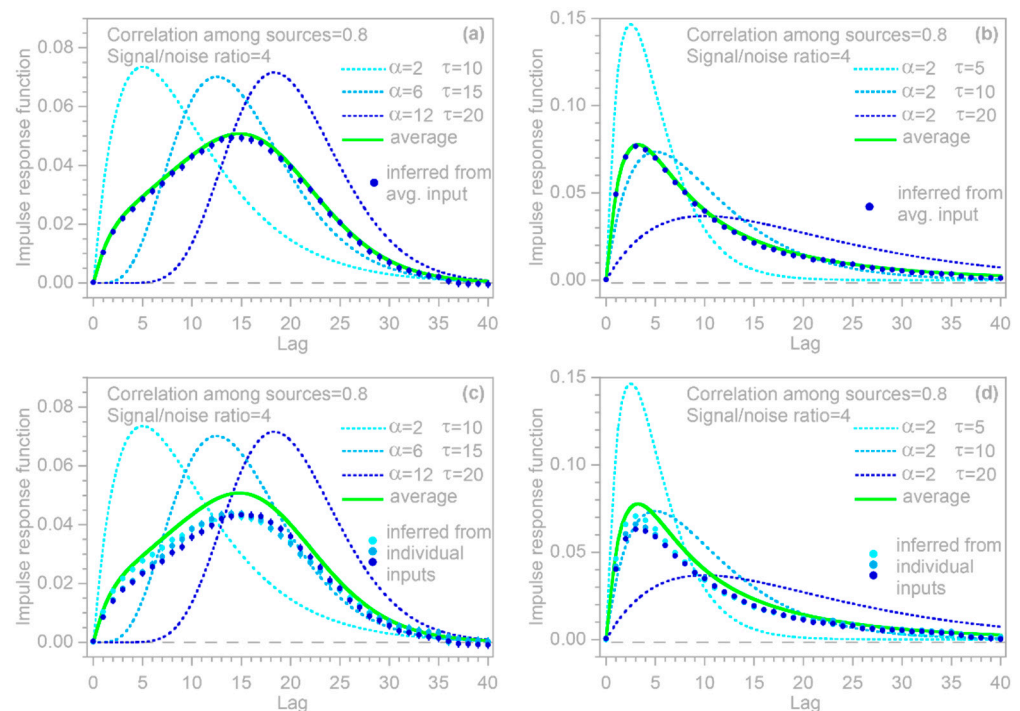 Correlation among sources=0.8 (a)
Signal/noise ratio=4
α=2 τ=10
α=6 τ=15
α=12 τ=20
average
inferred from
avg. input
Impulse response function
0.08
0.06
0.04
0.02
0.00
0 5 10 15 20 25 30 35 40
Lag
Correlation among sources=0.8 (b)
Signal/noise ratio=4
α=2 τ=5
α=2 τ=10
α=2 τ=20
average
inferred from
avg. input
Impulse response function
0.15
0.10
0.05
0.00
0 5 10 15 20 25 30 35 40
Lag
Correlation among sources=0.8 (c)
Signal/noise ratio=4
α=2 τ=10
α=6 τ=15
α=12 τ=20
average
inferred from
individual
inputs
Impulse response function
0.08
0.06
0.04
0.02
0.00
0 5 10 15 20 25 30 35 40
Lag
Correlation among sources=0.8 (d)
Signal/noise ratio=4
α=2 τ=5
α=2 τ=10
α=2 τ=20
average
inferred from
individual
inputs
Impulse response function
0.15
0.10
0.05
0.00
0 5 10 15 20 25 30 35 40
Lag